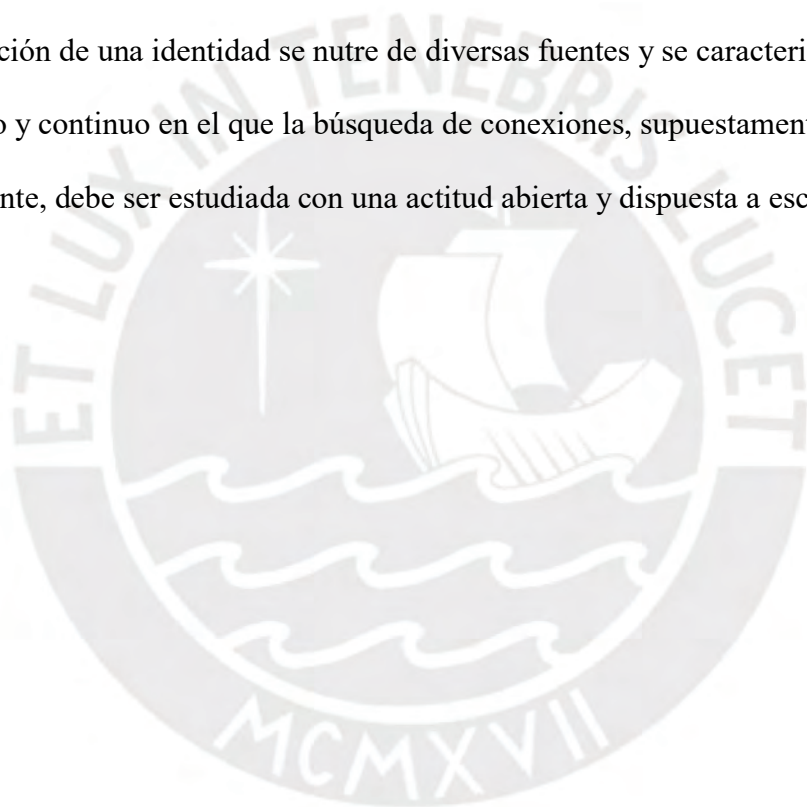 ción de una identidad se nutre de diversas fuentes y se caracteri
o y continuo en el que la búsqueda de conexiones, supuestament
nte, debe ser estudiada con una actitud abierta y dispuesta a esc
ET LUX IN TENEBRIS LUCET
MCMXVII